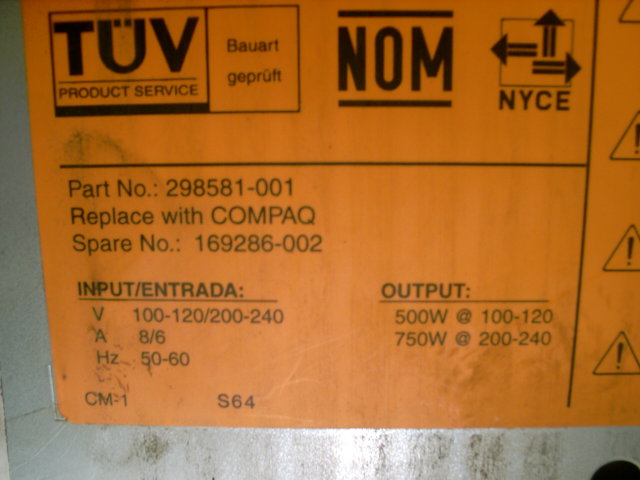 TÜV
PRODUCT SERVICE
Bauart
geprüft
NOM
NYCE
Part No.: 298581-001
Replace with COMPAQ
Spare No.: 169286-002
INPUT/ENTRADA:
V 100-120/200-240
A 8/6
Hz 50-60
OUTPUT:
500W @ 100-120
750W @ 200-240
CM-1 S64